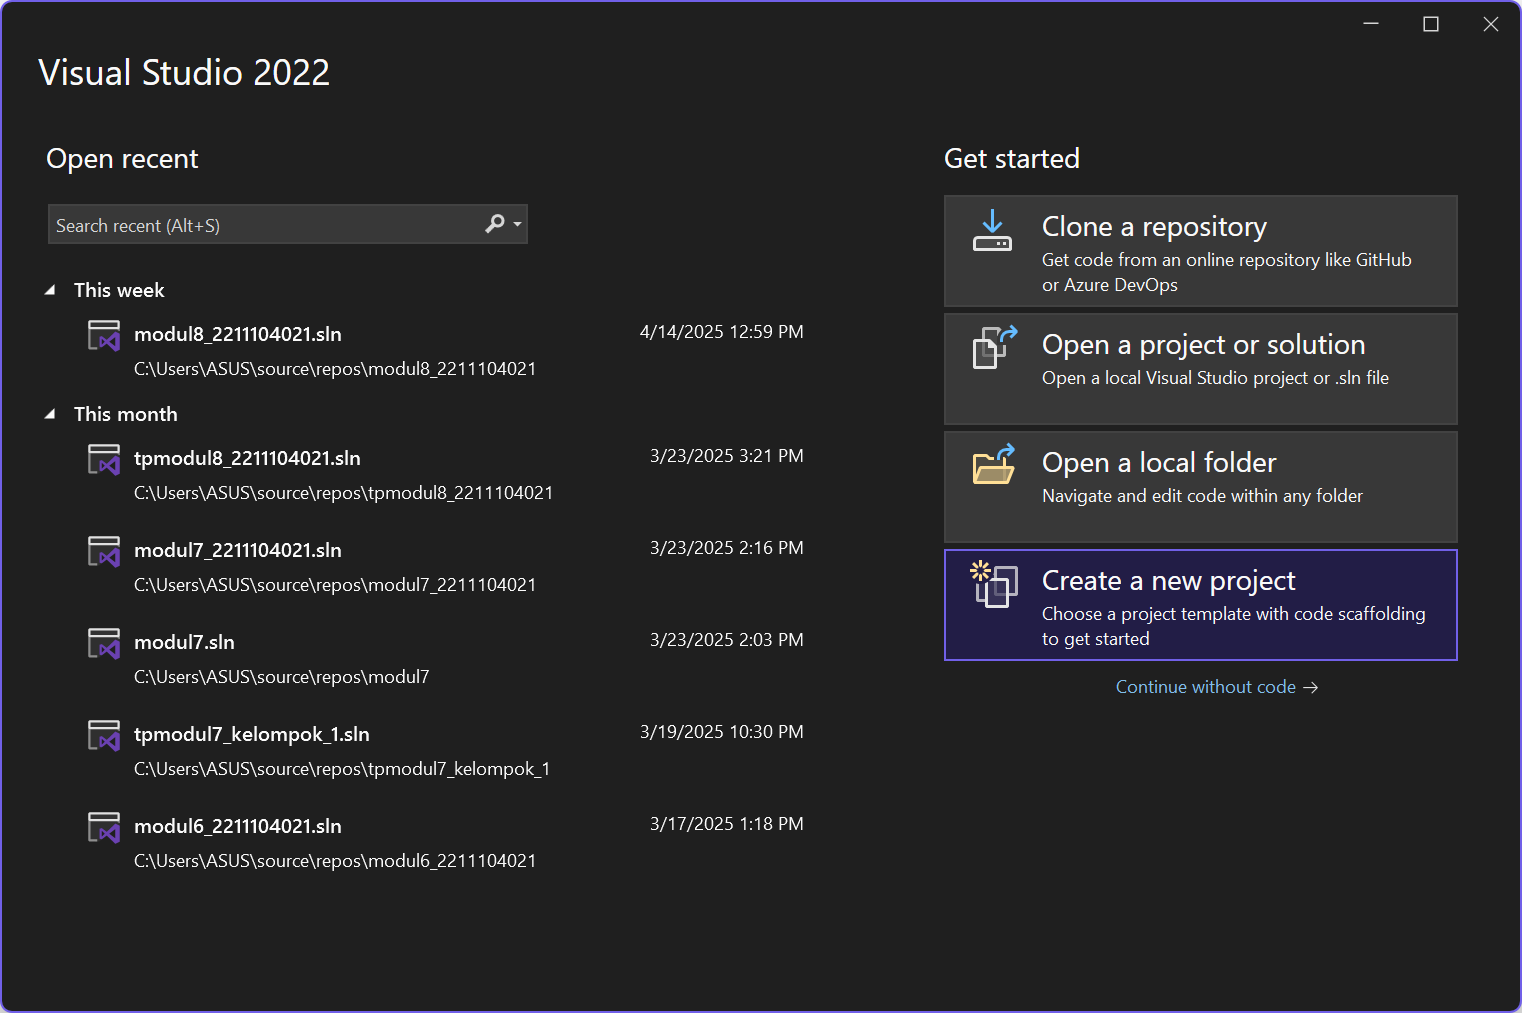 Visual Studio 2022
Open recent
Search recent (Alt+S)
This week
modul8_2211104021.sln
4/14/2025 12:59 PM
C:\Users\ASUS\source\repos\modul8_2211104021
This month
tpmodul8_2211104021.sln
3/23/2025 3:21 PM
C:\Users\ASUS\source\repos\tpmodul8_2211104021
modul7_2211104021.sln
3/23/2025 2:16 PM
C:\Users\ASUS\source\repos\modul7_2211104021
modul7.sln
3/23/2025 2:03 PM
C:\Users\ASUS\source\repos\modul7
tpmodul7_kelompok_1.sln
3/19/2025 10:30 PM
C:\Users\ASUS\source\repos\tpmodul7_kelompok_1
modul6_2211104021.sln
3/17/2025 1:18 PM
C:\Users\ASUS\source\repos\modul6_2211104021
Get started
Clone a repository
Get code from an online repository like GitHub
or Azure DevOps
Open a project or solution
Open a local Visual Studio project or .sln file
Open a local folder
Navigate and edit code within any folder
Create a new project
Choose a project template with code scaffolding
to get started
Continue without code →